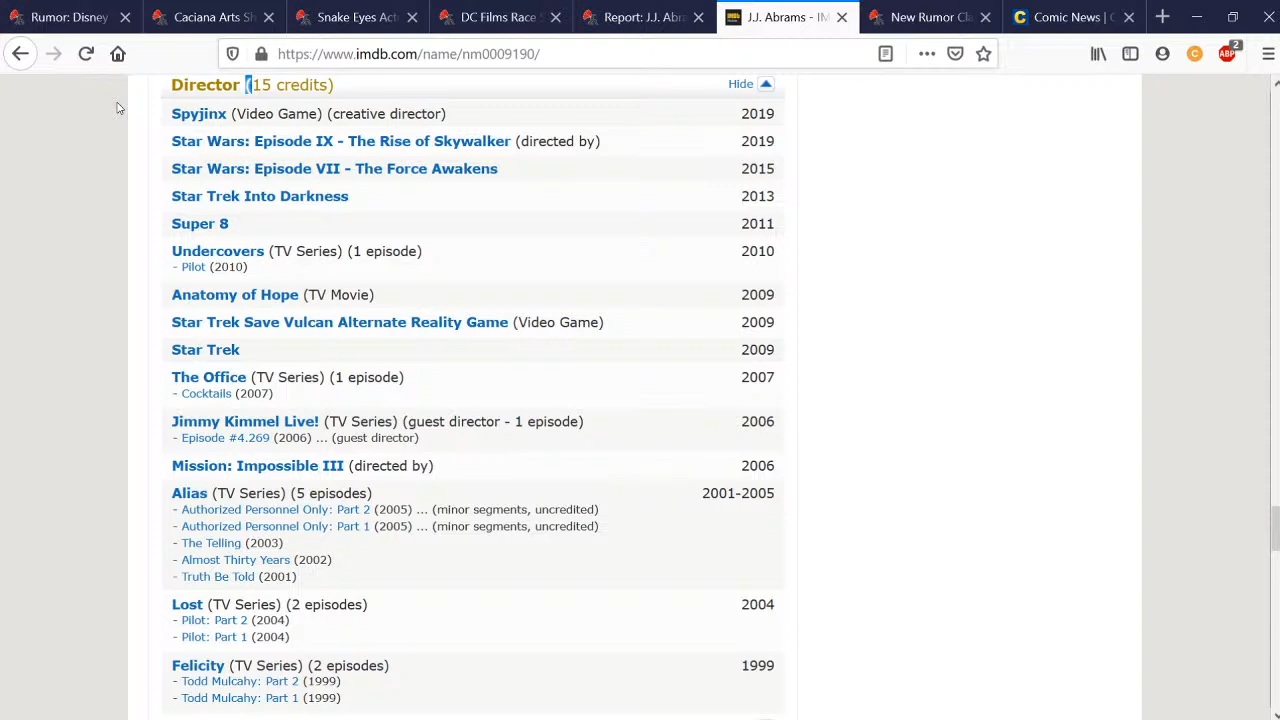 Rumor: Disney
Caciana Arts Sh
Snake Eyes Act
DC Films Race
Report: J.J. Abra
J.J. Abrams - IM
New Rumor Cla
Comic News | C
https://www.imdb.com/name/nm0009190/
C
ABP
2
Director (15 credits)
Hide
Spyjinx (Video Game) (creative director) 2019
Star Wars: Episode IX - The Rise of Skywalker (directed by) 2019
Star Wars: Episode VII - The Force Awakens 2015
Star Trek Into Darkness 2013
Super 8 2011
Undercovers (TV Series) (1 episode) 2010
- Pilot (2010)
Anatomy of Hope (TV Movie) 2009
Star Trek Save Vulcan Alternate Reality Game (Video Game) 2009
Star Trek 2009
The Office (TV Series) (1 episode) 2007
- Cocktails (2007)
Jimmy Kimmel Live! (TV Series) (guest director - 1 episode) 2006
- Episode #4.269 (2006) ... (guest director)
Mission: Impossible III (directed by) 2006
Alias (TV Series) (5 episodes) 2001-2005
- Authorized Personnel Only: Part 2 (2005) ... (minor segments, uncredited)
- Authorized Personnel Only: Part 1 (2005) ... (minor segments, uncredited)
- The Telling (2003)
- Almost Thirty Years (2002)
- Truth Be Told (2001)
Lost (TV Series) (2 episodes) 2004
- Pilot: Part 2 (2004)
- Pilot: Part 1 (2004)
Felicity (TV Series) (2 episodes) 1999
- Todd Mulcahy: Part 2 (1999)
- Todd Mulcahy: Part 1 (1999)